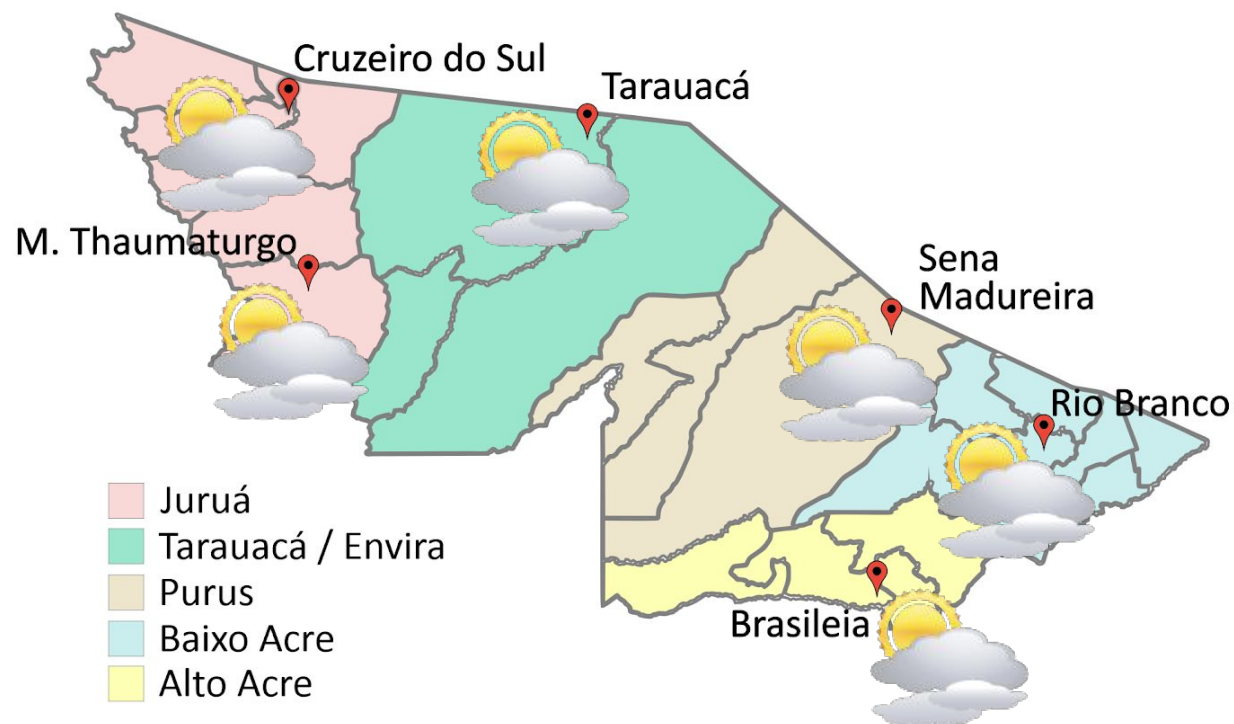 Cruzeiro do Sul
Tarauacá
M. Thaumaturgo
Sena
Madureira
Rio Branco
Brasileia
Juruá
Tarauacá / Envira
Purus
Baixo Acre
Alto Acre